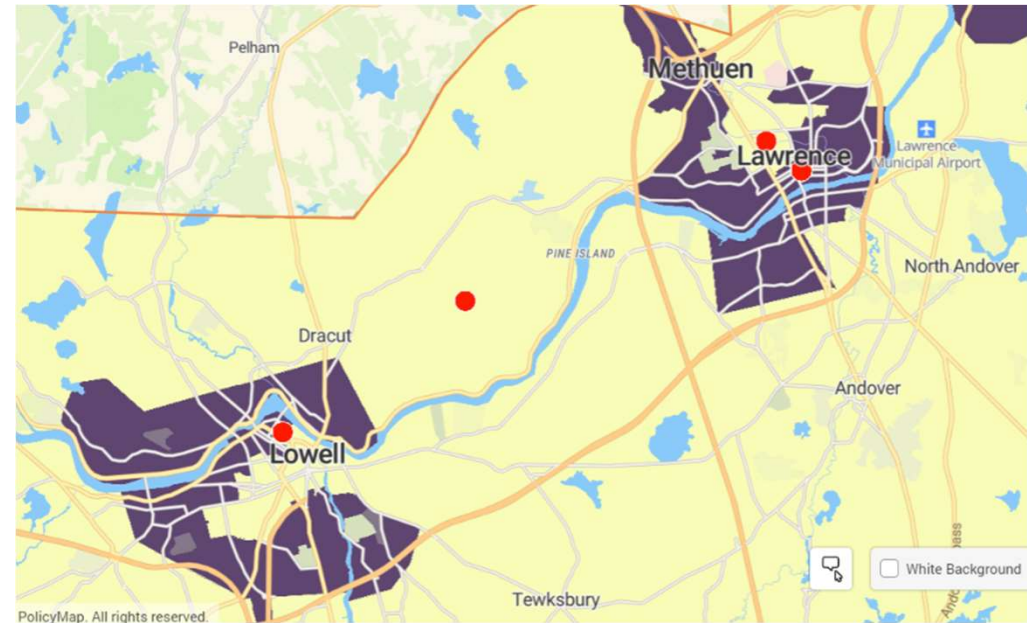 Pelham
Methuen
Lawrence
Lawrence
Municipal Airport
PINE ISLAND
North Andover
Dracut
Andover
Lowell
White Background
Tewksbury
PolicyMap. All rights reserved.